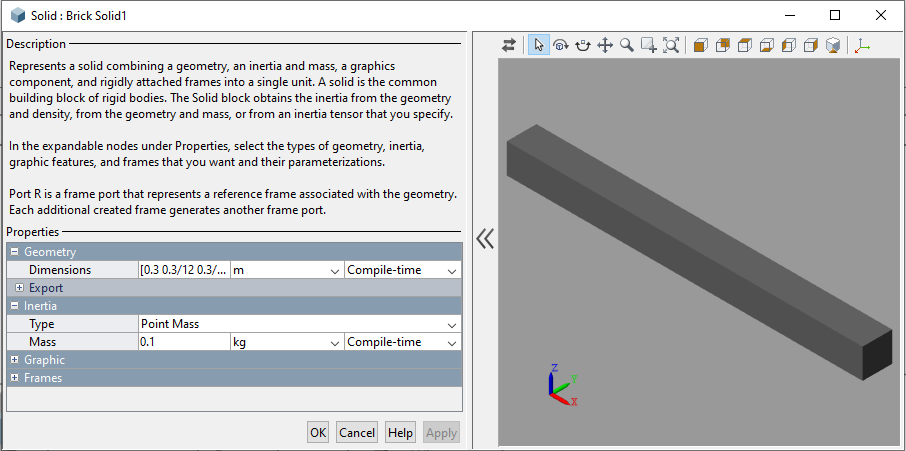 Solid : Brick Solid1
Description
Represents a solid combining a geometry, an inertia and mass, a graphics
component, and rigidly attached frames into a single unit. A solid is the common
building block of rigid bodies. The Solid block obtains the inertia from the geometry
and density, from the geometry and mass, or from an inertia tensor that you specify.
In the expandable nodes under Properties, select the types of geometry, inertia,
graphic features, and frames that you want and their parameterizations.
Port R is a frame port that represents a reference frame associated with the geometry.
Each additional created frame generates another frame port.
Properties
Geometry
Dimensions [0.3 0.3/12 0.3/... m Compile-time
Export
Inertia
Type Point Mass
Mass 0.1 kg Compile-time
Graphic
Frames
OK Cancel Help Apply
Z
Y
X